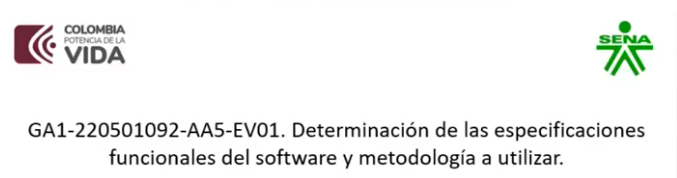 COLOMBIA
POTENCIA DE LA
VIDA
SENA
GA1-220501092-AA5-EV01. Determinación de las especificaciones
funcionales del software y metodología a utilizar.